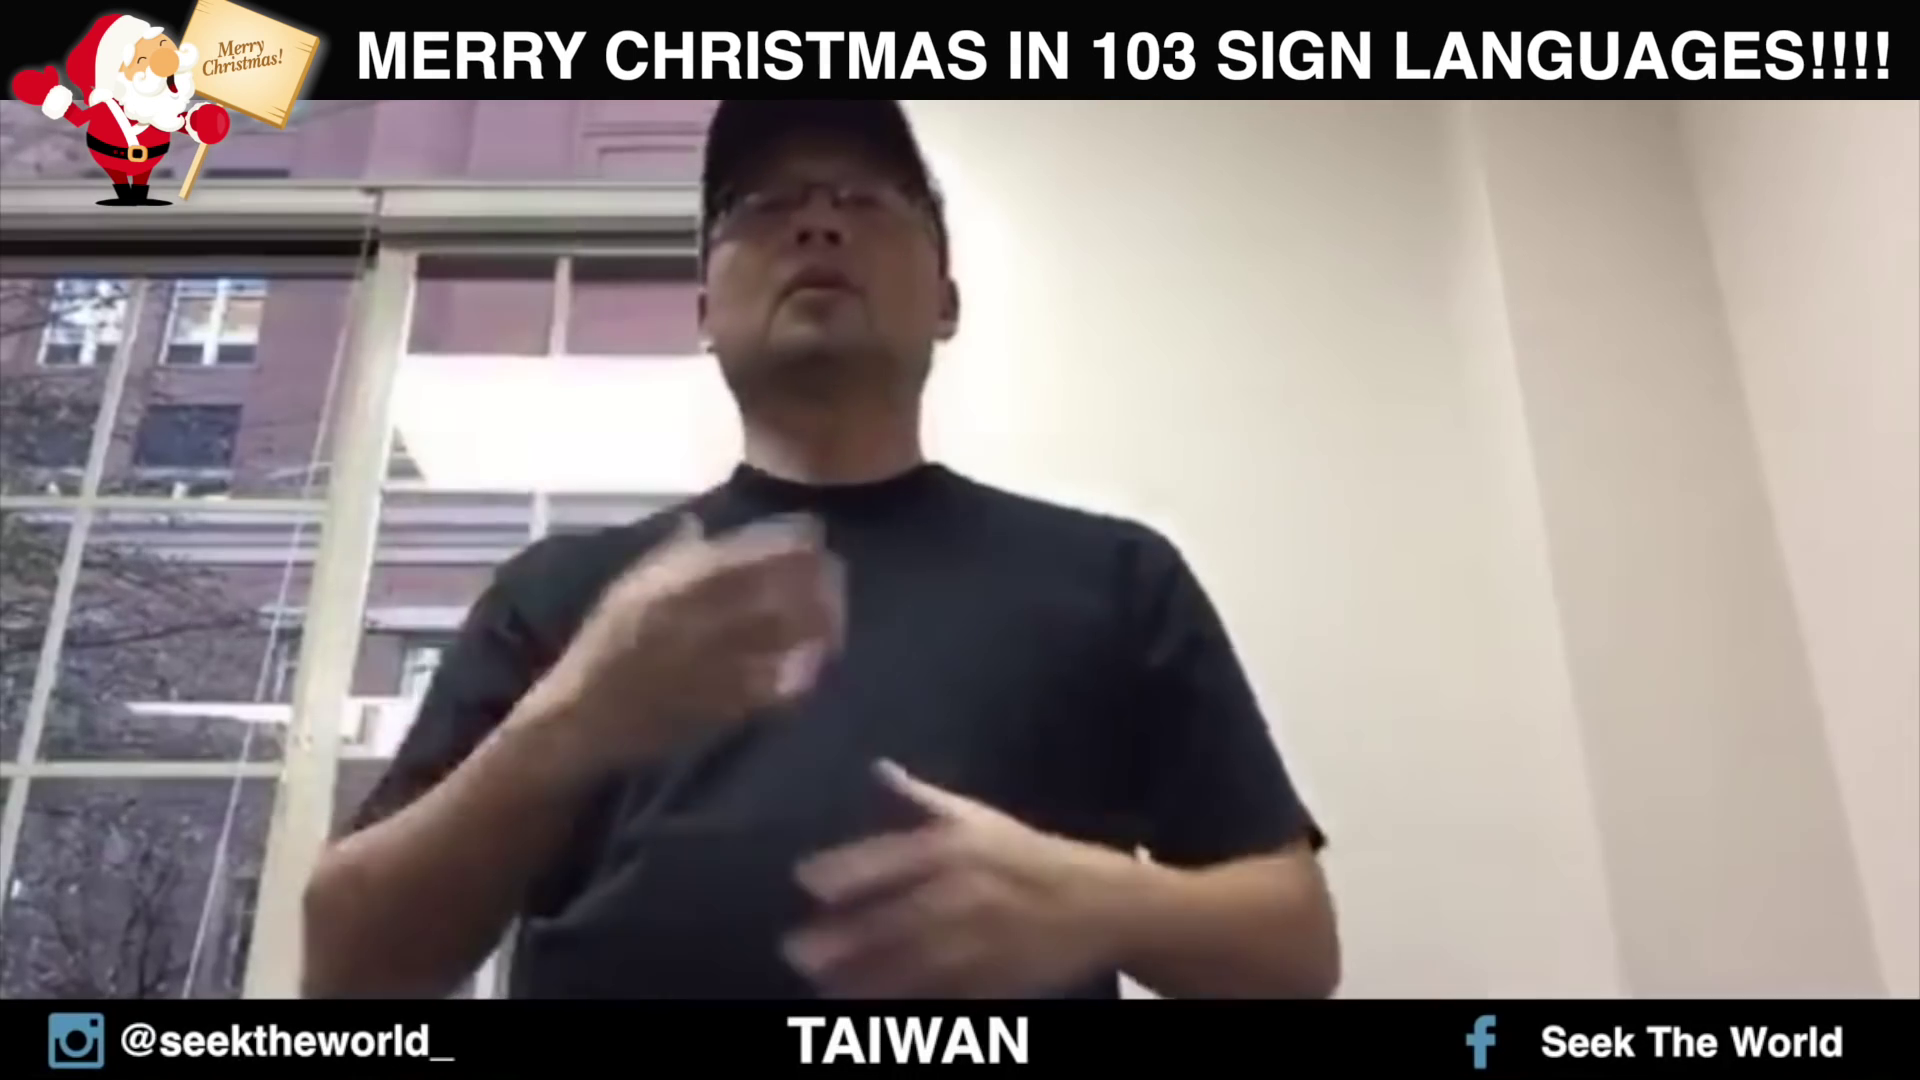 Merry
Christmas!
MERRY CHRISTMAS IN 103 SIGN LANGUAGES!!!!
@seektheworld_
TAIWAN
Seek The World